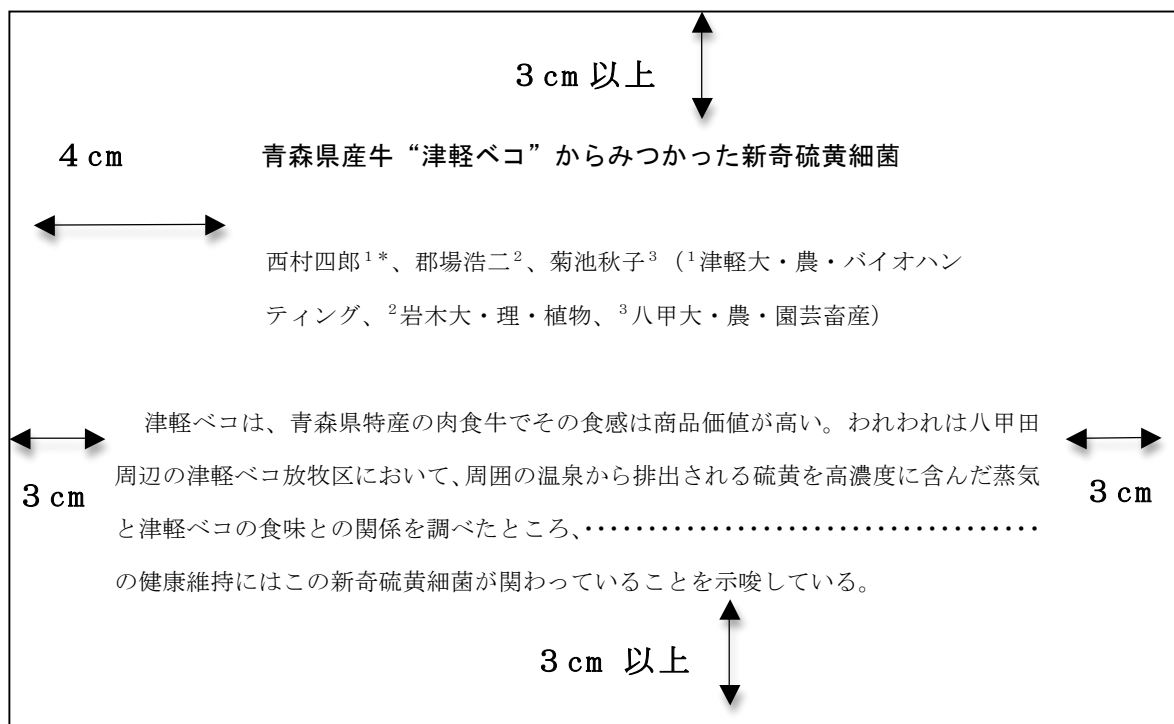 ３cm 以上
４cm
青森県産牛“津軽ベコ”からみつかった新奇硫黄細菌
西村四郎¹*、郡場浩二²、菊池秋子³（¹津軽大・農・バイオハン
ティング、²岩木大・理・植物、³八甲大・農・園芸畜産）
津軽ベコは、青森県特産の肉食牛でその食感は商品価値が高い。われわれは八甲田
周辺の津軽ベコ放牧区において、周囲の温泉から排出される硫黄を高濃度に含んだ蒸気
と津軽ベコの食味との関係を調べたところ、・・・・・・・・・・・・・・・・・・・・・・・・・・・・・・・・・・・
の健康維持にはこの新奇硫黄細菌が関わっていることを示唆している。
３cm
３cm
３cm 以上